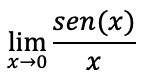 lim x→0 sen(x)/x